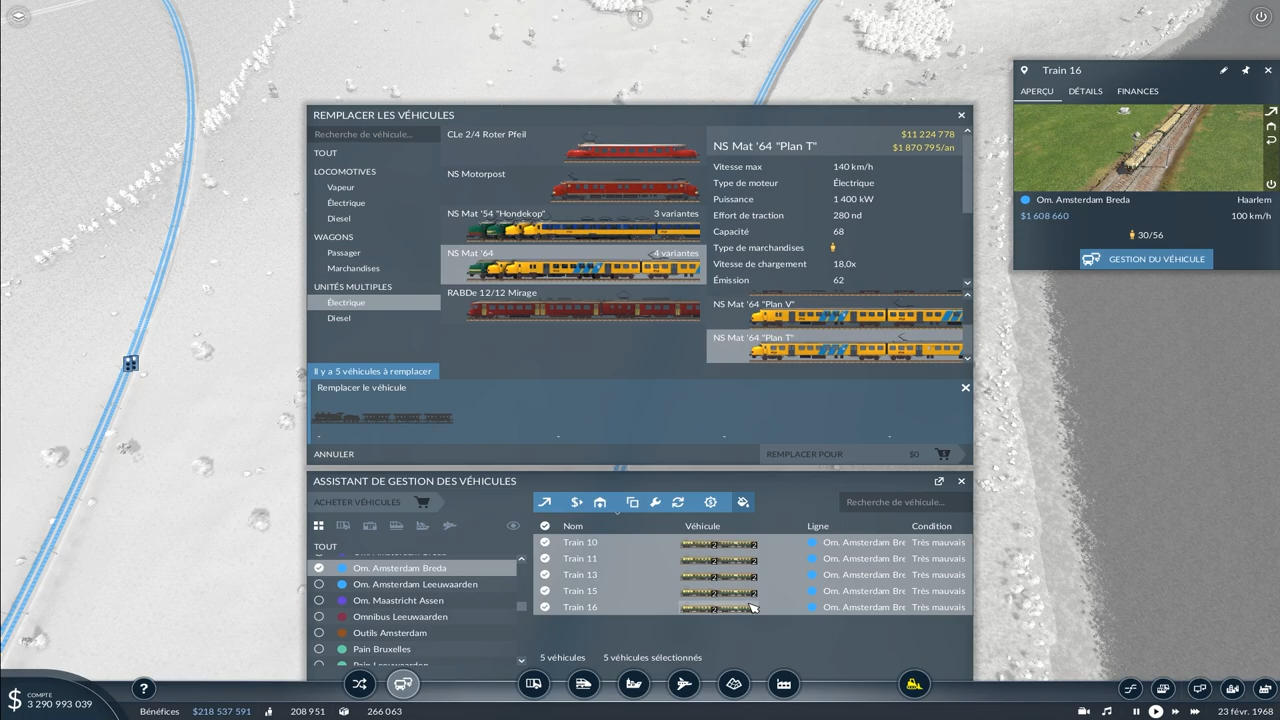 REMPLACER LES VÉHICULES
Recherche de véhicule...
TOUT
LOCOMOTIVES
Vapeur
Électrique
Diesel
WAGONS
Passager
Marchandises
UNITÉS MULTIPLES
Électrique
Diesel
CLe 2/4 Roter Pfeil
NS Motorpost
NS Mat '54 "Hondekop" 3 variantes
NS Mat '64 4 variantes
RABDe 12/12 Mirage
$11 224 778
NS Mat '64 "Plan T" $1 870 795/an
Vitesse max 140 km/h
Type de moteur Électrique
Puissance 1 400 kW
Effort de traction 280 nd
Capacité 68
Type de marchandises
Vitesse de chargement 18,0x
Émission 62
NS Mat '64 "Plan V"
NS Mat '64 "Plan T"
Il y a 5 véhicules à remplacer
Remplacer le véhicule
- - - -
ANNULER
REMPLACER POUR $0
Train 16
APERÇU DÉTAILS FINANCES
Om. Amsterdam Breda Haarlem
$1 608 660 100 km/h
30/56
GESTION DU VÉHICULE
ASSISTANT DE GESTION DES VÉHICULES
ACHETER VÉHICULES
Recherche de véhicule...
TOUT
Om. Amsterdam Breda
Om. Amsterdam Leeuwaarden
Om. Maastricht Assen
Omnibus Leeuwaarden
Outils Amsterdam
Pain Bruxelles
Pain Leeuwaarden
Nom Véhicule Ligne Condition
Train 10 Om. Amsterdam Bre Très mauvais
Train 11 Om. Amsterdam Bre Très mauvais
Train 13 Om. Amsterdam Bre Très mauvais
Train 15 Om. Amsterdam Bre Très mauvais
Train 16 Om. Amsterdam Bre Très mauvais
5 véhicules 5 véhicules sélectionnés
COMPTE
$ 3 290 993 039
?
Bénéfices $218 537 591 208 951 266 063
23 févr. 1968